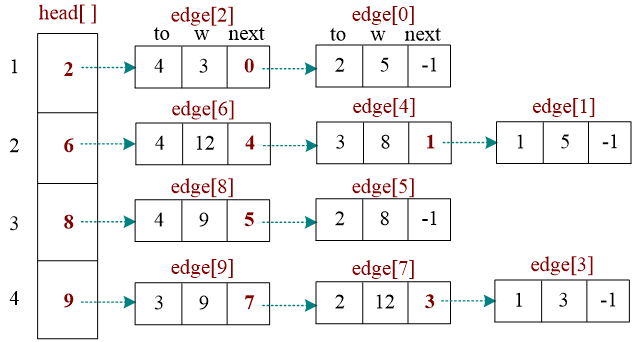 head[ ] edge[2] edge[0]
to w next to w next
1 2 4 3 0 2 5 -1
edge[6] edge[4] edge[1]
2 6 4 12 4 3 8 1 1 5 -1
edge[8] edge[5]
3 8 4 9 5 2 8 -1
edge[9] edge[7] edge[3]
4 9 3 9 7 2 12 3 1 3 -1